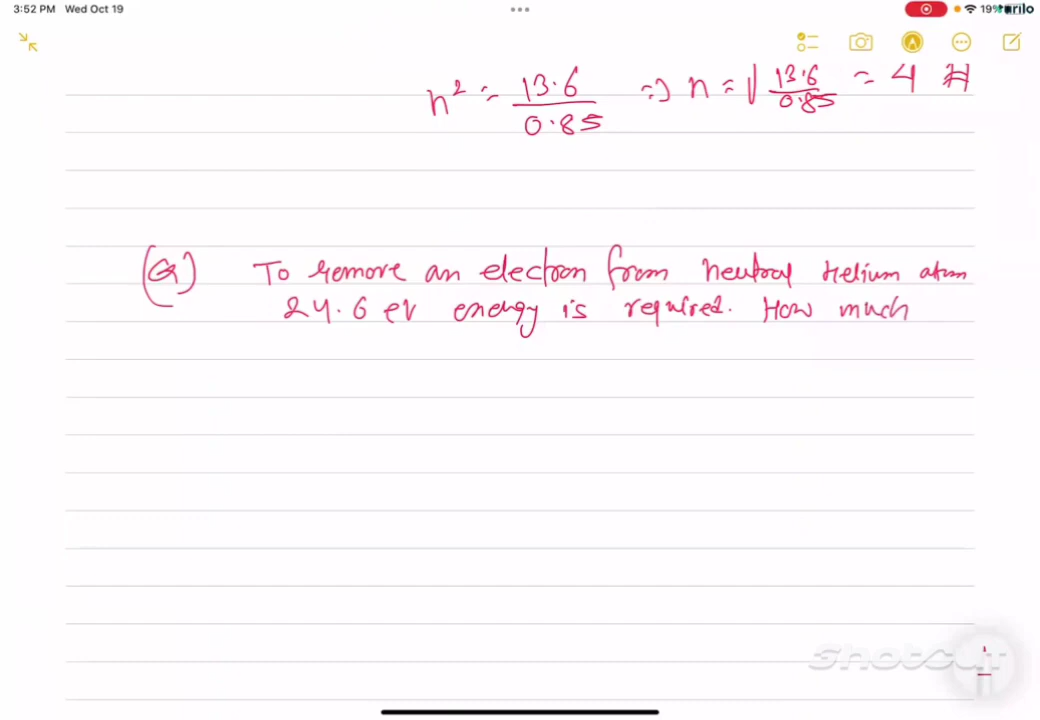 3:52 PM Wed Oct 19
19%
n² = 13.6 / 0.85 ⇒ n = √(13.6 / 0.85) = 4
(Q) To remove an electron from neutral Helium atom
24.6 ev energy is required. How much
Shotcut